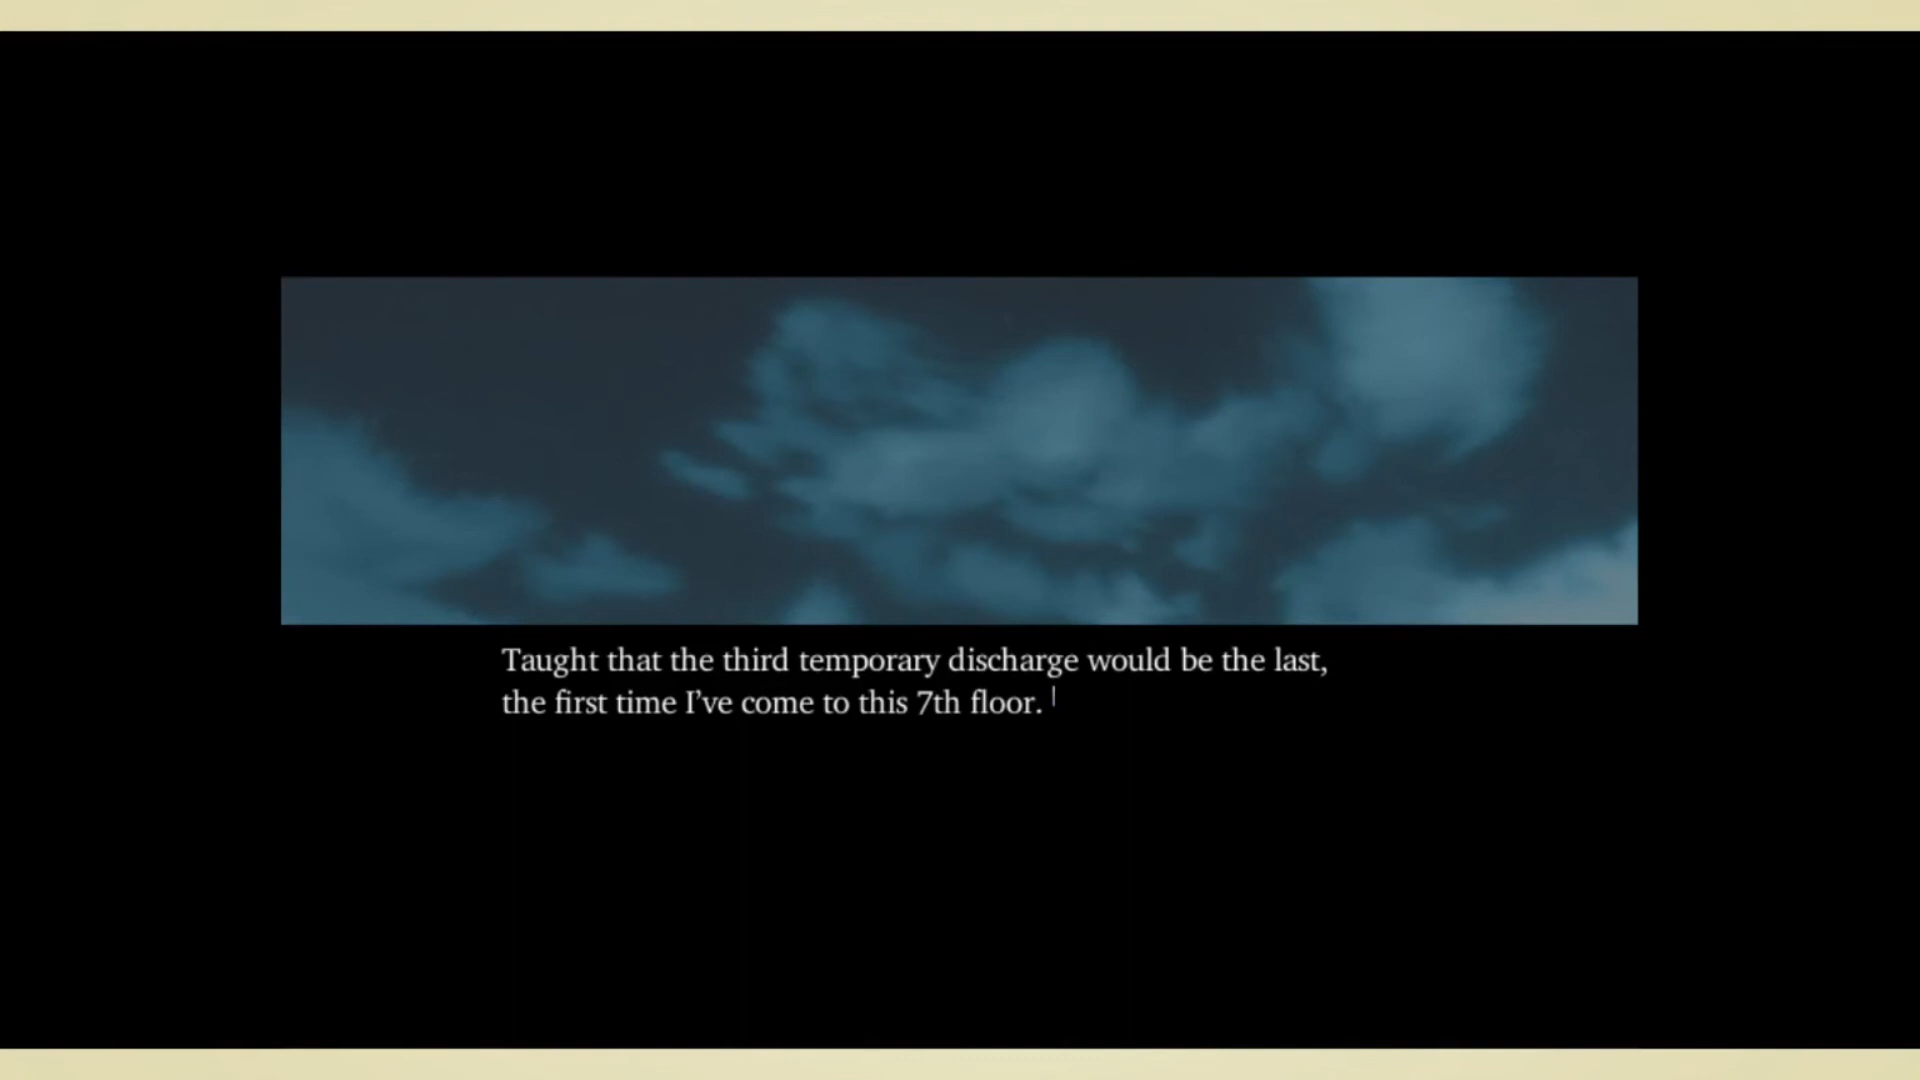 Taught that the third temporary discharge would be the last,
the first time I’ve come to this 7th floor.